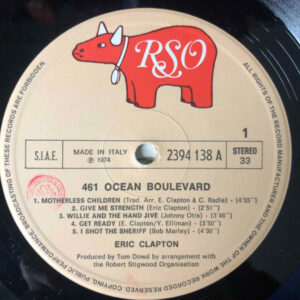 RSO
ALL RIGHTS OF THE MANUFACTURER AND OF THE OWNER OF THE WORK REPRODUCED RESERVED. COPYING, PUBLIC PERFORMANCE, BROADCASTING OF THESE RECORDS ARE FORBIDDEN.
1
S.I.A.E.
MADE IN ITALY
℗ 1974
2394 138 A
STEREO
33
461 OCEAN BOULEVARD
1. MOTHERLESS CHILDREN (Trad. Arr. E. Clapton & C. Radle) - (4'55")
2. GIVE ME STRENGTH (Eric Clapton) - (2'51")
3. WILLIE AND THE HAND JIVE (Johnny Otis) - (3'46")
4. GET READY (E. Clapton/Y. Elliman) - (3'50")
5. I SHOT THE SHERIFF (Bob Marley) - (4'30")
ERIC CLAPTON
Produced by Tom Dowd by arrangement with
the Robert Stigwood Organisation